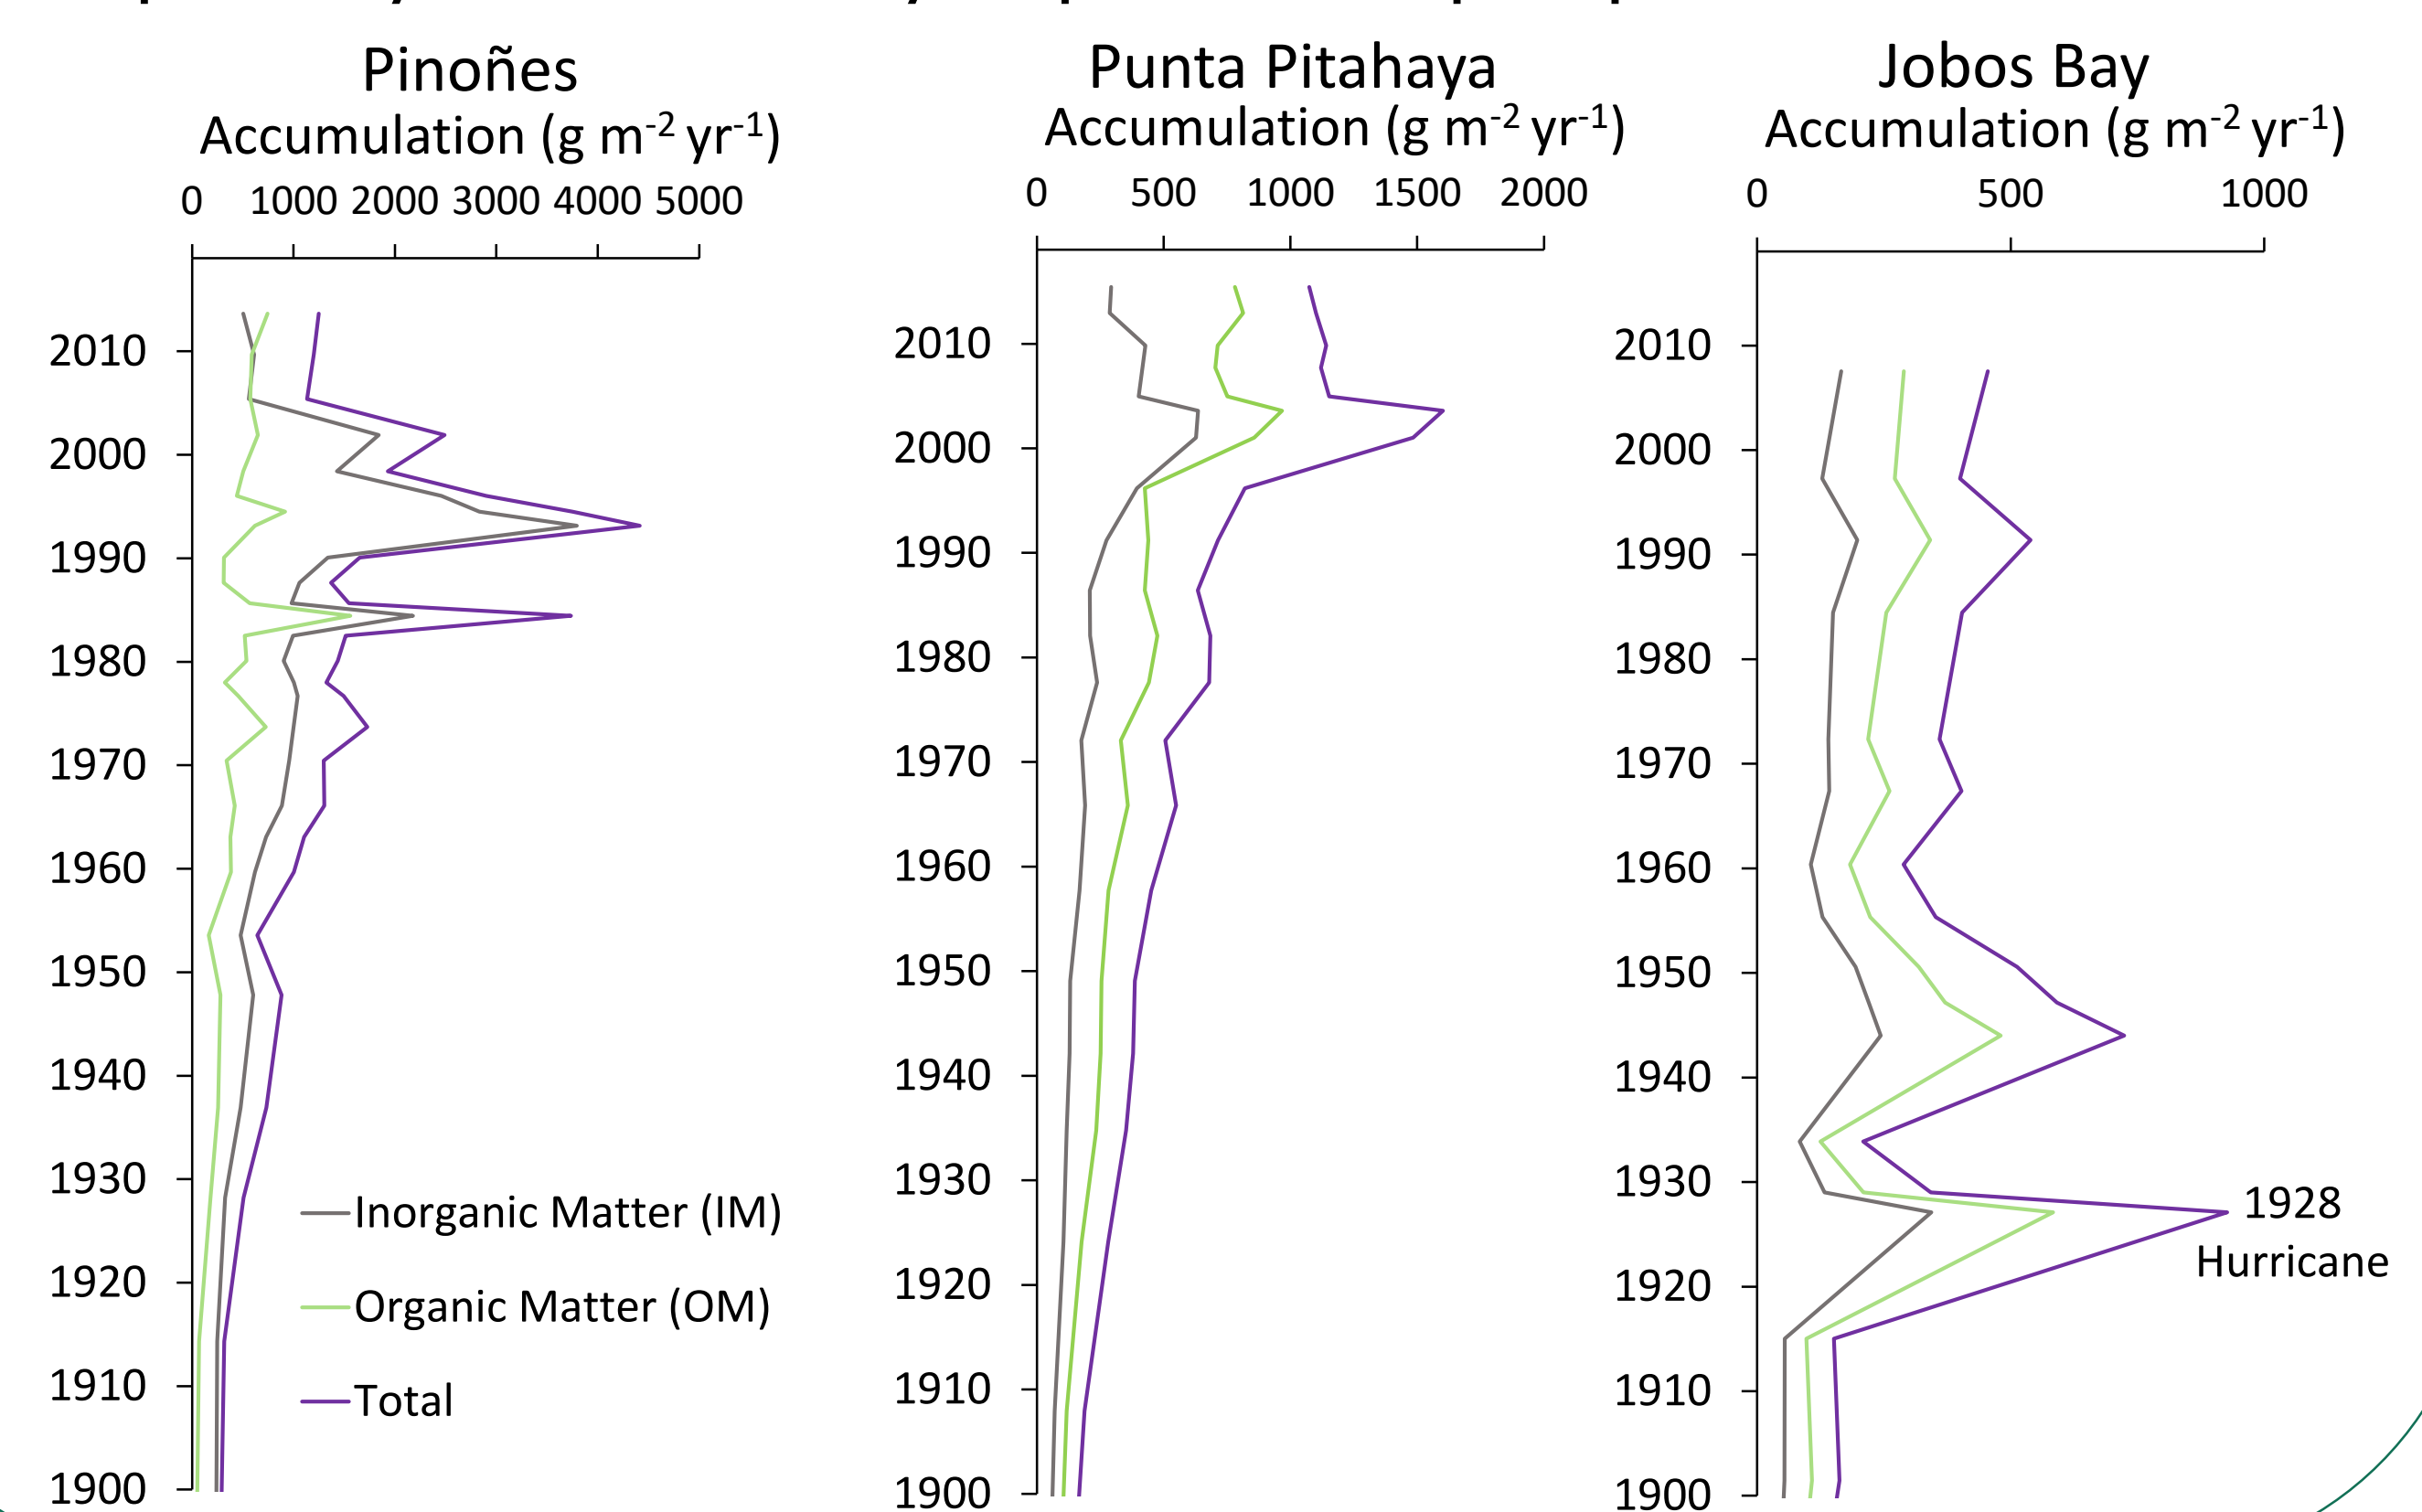 Pinoñes
Accumulation (g m-2 yr-1)
0 1000 2000 3000 4000 5000
2010
2000
1990
1980
1970
1960
1950
1940
1930
1920
1910
1900
Inorganic Matter (IM)
Organic Matter (OM)
Total
Punta Pitahaya
Accumulation (g m-2 yr-1)
0 500 1000 1500 2000
2010
2000
1990
1980
1970
1960
1950
1940
1930
1920
1910
1900
Jobos Bay
Accumulation (g m-2 yr-1)
0 500 1000
2010
2000
1990
1980
1970
1960
1950
1940
1930
1920
1910
1900
1928
Hurricane